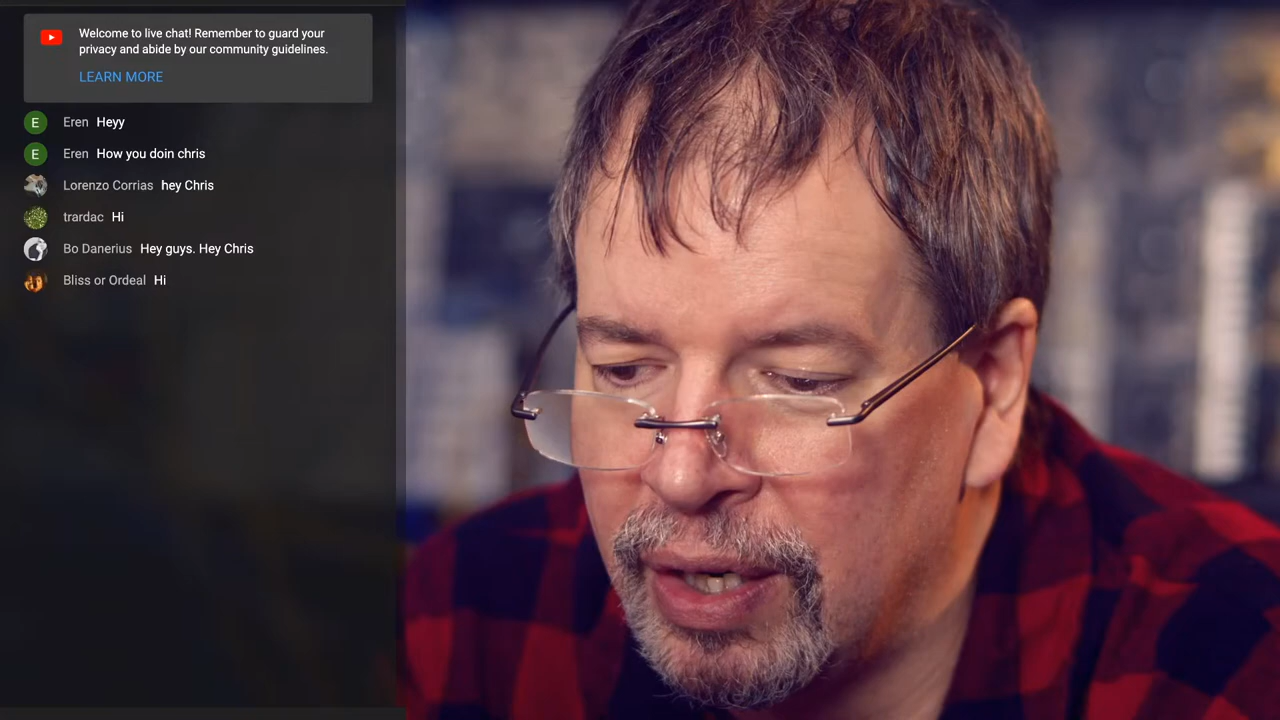 Welcome to live chat! Remember to guard your
privacy and abide by our community guidelines.
LEARN MORE
E Eren Heyy
E Eren How you doin chris
Lorenzo Corrias hey Chris
trardac Hi
Bo Danerius Hey guys. Hey Chris
Bliss or Ordeal Hi